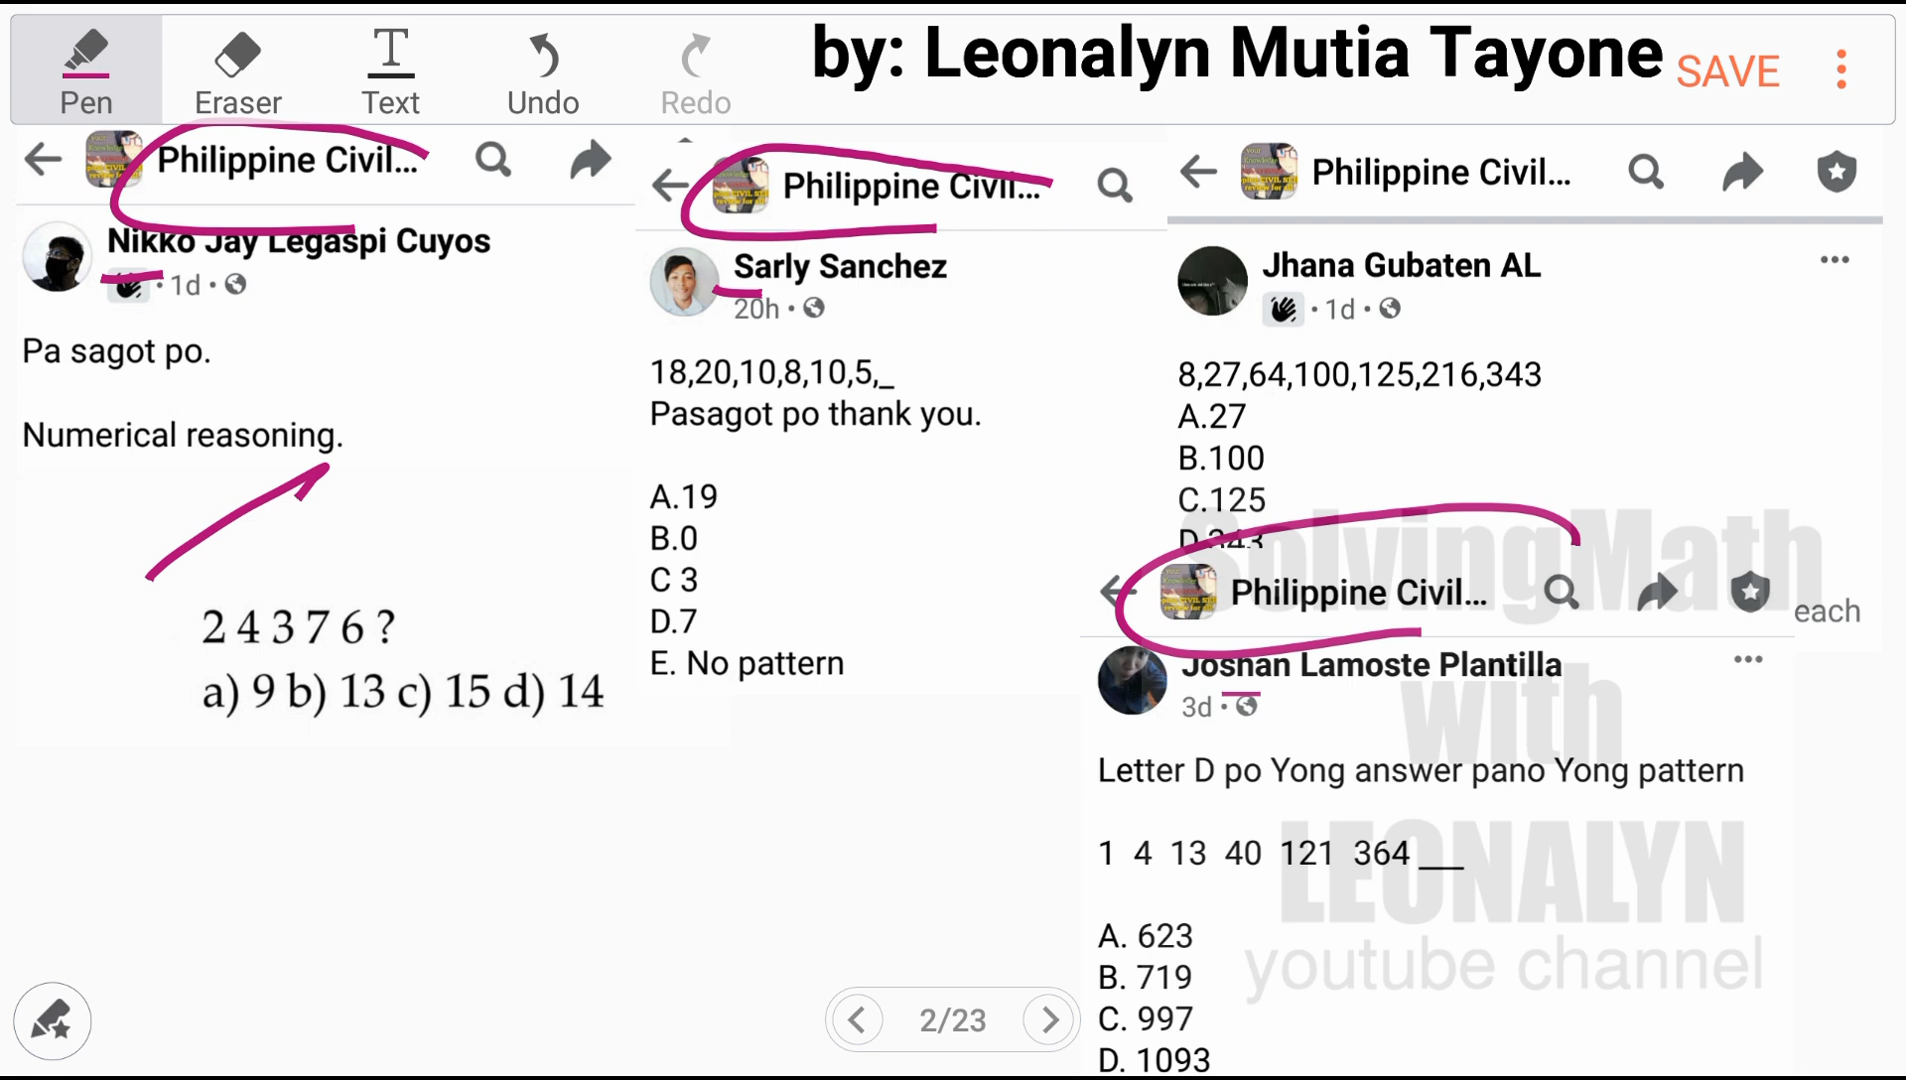 by: Leonalyn Mutia Tayone
SAVE
Pen
Eraser
Text
Undo
Redo
Philippine Civil...
Nikko Jay Legaspi Cuyos
1d
Pa sagot po.
Numerical reasoning.
2 4 3 7 6 ?
a) 9 b) 13 c) 15 d) 14
Philippine Civil...
Sarly Sanchez
20h
18,20,10,8,10,5,_
Pasagot po thank you.
A.19
B.0
C 3
D.7
E. No pattern
Philippine Civil...
Jhana Gubaten AL
1d
8,27,64,100,125,216,343
A.27
B.100
C.125
D.343
Philippine Civil...
each
Joshan Lamoste Plantilla
3d
Letter D po Yong answer pano Yong pattern
1 4 13 40 121 364 ___
A. 623
B. 719
C. 997
D. 1093
SolvingMath
with
LEONALYN
youtube channel
2/23